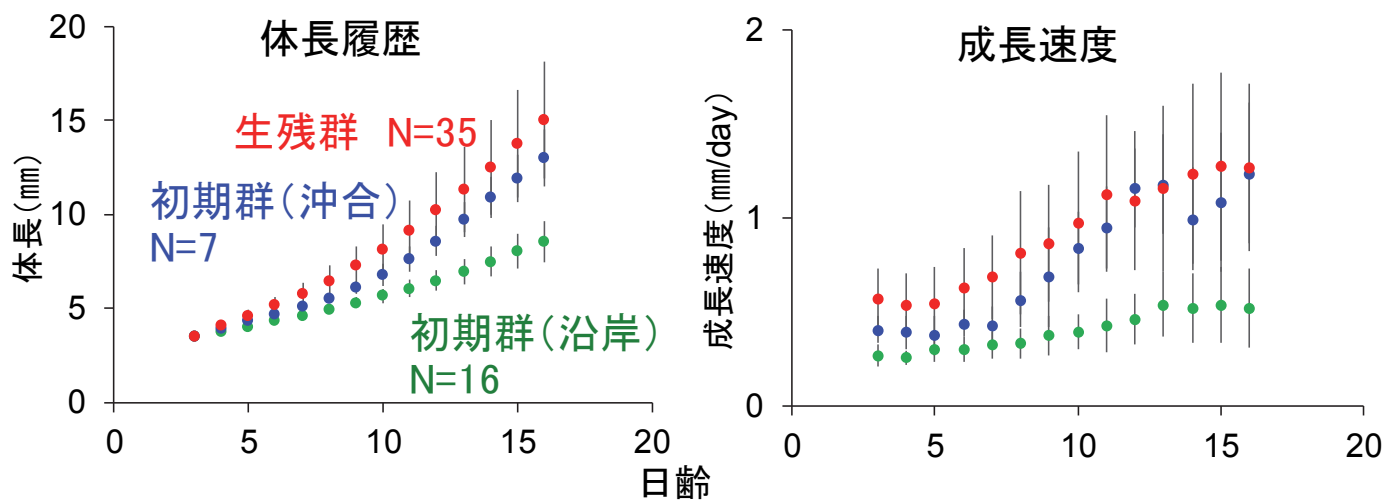 体長履歴
20
15
10
5
0
体長(㎜)
生残群 N=35
初期群(沖合)
N=7
初期群(沿岸)
N=16
0 5 10 15 20
成長速度
2
1
0
成長速度(㎜/day)
0 5 10 15 20
日齢